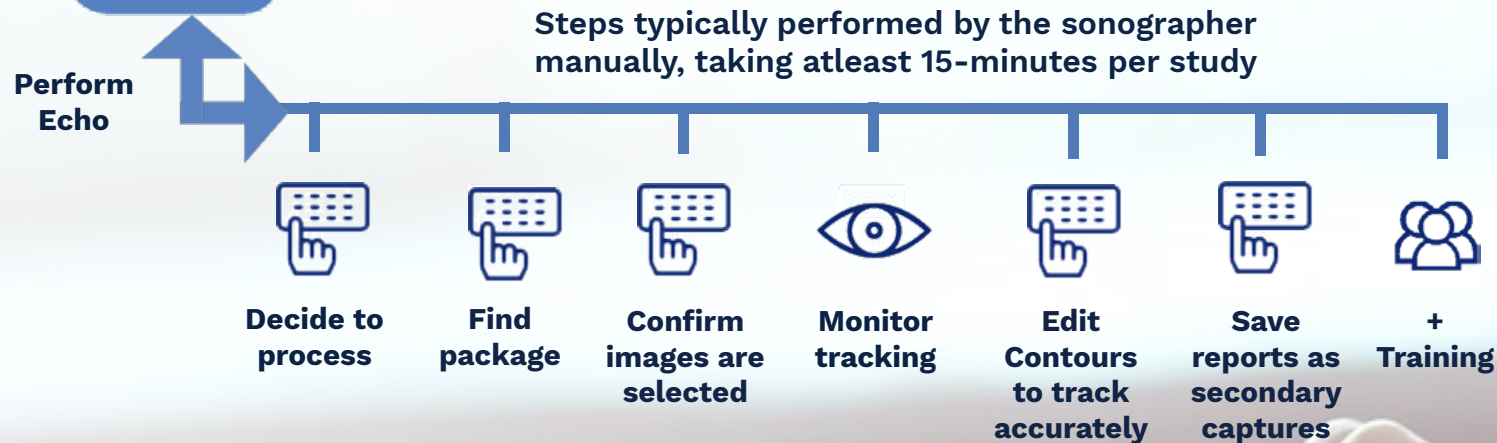 Steps typically performed by the sonographer
manually, taking atleast 15-minutes per study
Perform
Echo
Decide to
process
Find
package
Confirm
images are
selected
Monitor
tracking
Edit
Contours
to track
accurately
Save
reports as
secondary
captures
+
Training